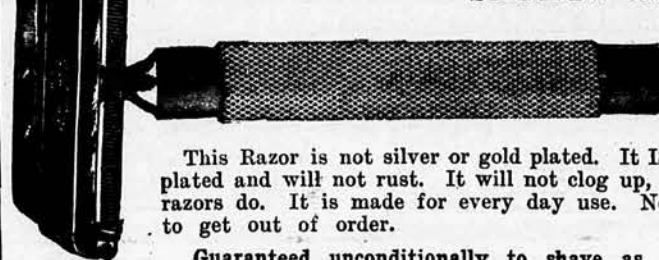 This Razor is not silver or gold plated. It
plated and will not rust. It will not clog up,
razors do. It is made for every day use.
to get out of order.
Guaranteed unconditionally to shave as